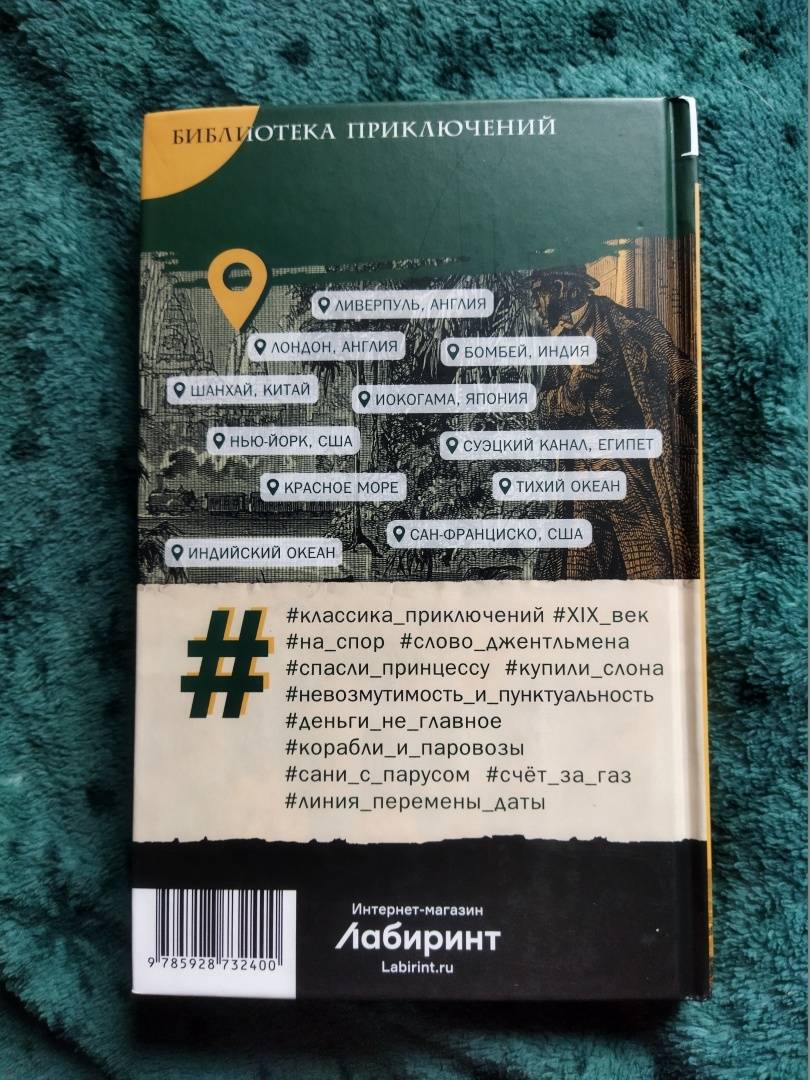 БИБЛИОТЕКА ПРИКЛЮЧЕНИЙ
ЛИВЕРПУЛЬ, АНГЛИЯ
ЛОНДОН, АНГЛИЯ
БОМБЕЙ, ИНДИЯ
ШАНХАЙ, КИТАЙ
ИОКОГАМА, ЯПОНИЯ
НЬЮ-ЙОРК, США
СУЭЦКИЙ КАНАЛ, ЕГИПЕТ
КРАСНОЕ МОРЕ
ТИХИЙ ОКЕАН
САН-ФРАНЦИСКО, США
ИНДИЙСКИЙ ОКЕАН
#
#классика_приключений #XIX_век
#на_спор #слово_джентльмена
#спасли_принцессу #купили_слона
#невозмутимость_и_пунктуальность
#деньги_не_главное
#корабли_и_паровозы
#сани_с_парусом #счёт_за_газ
#линия_перемены_даты
Интернет-магазин
Лабиринт
Labirint.ru
9 785928 732400